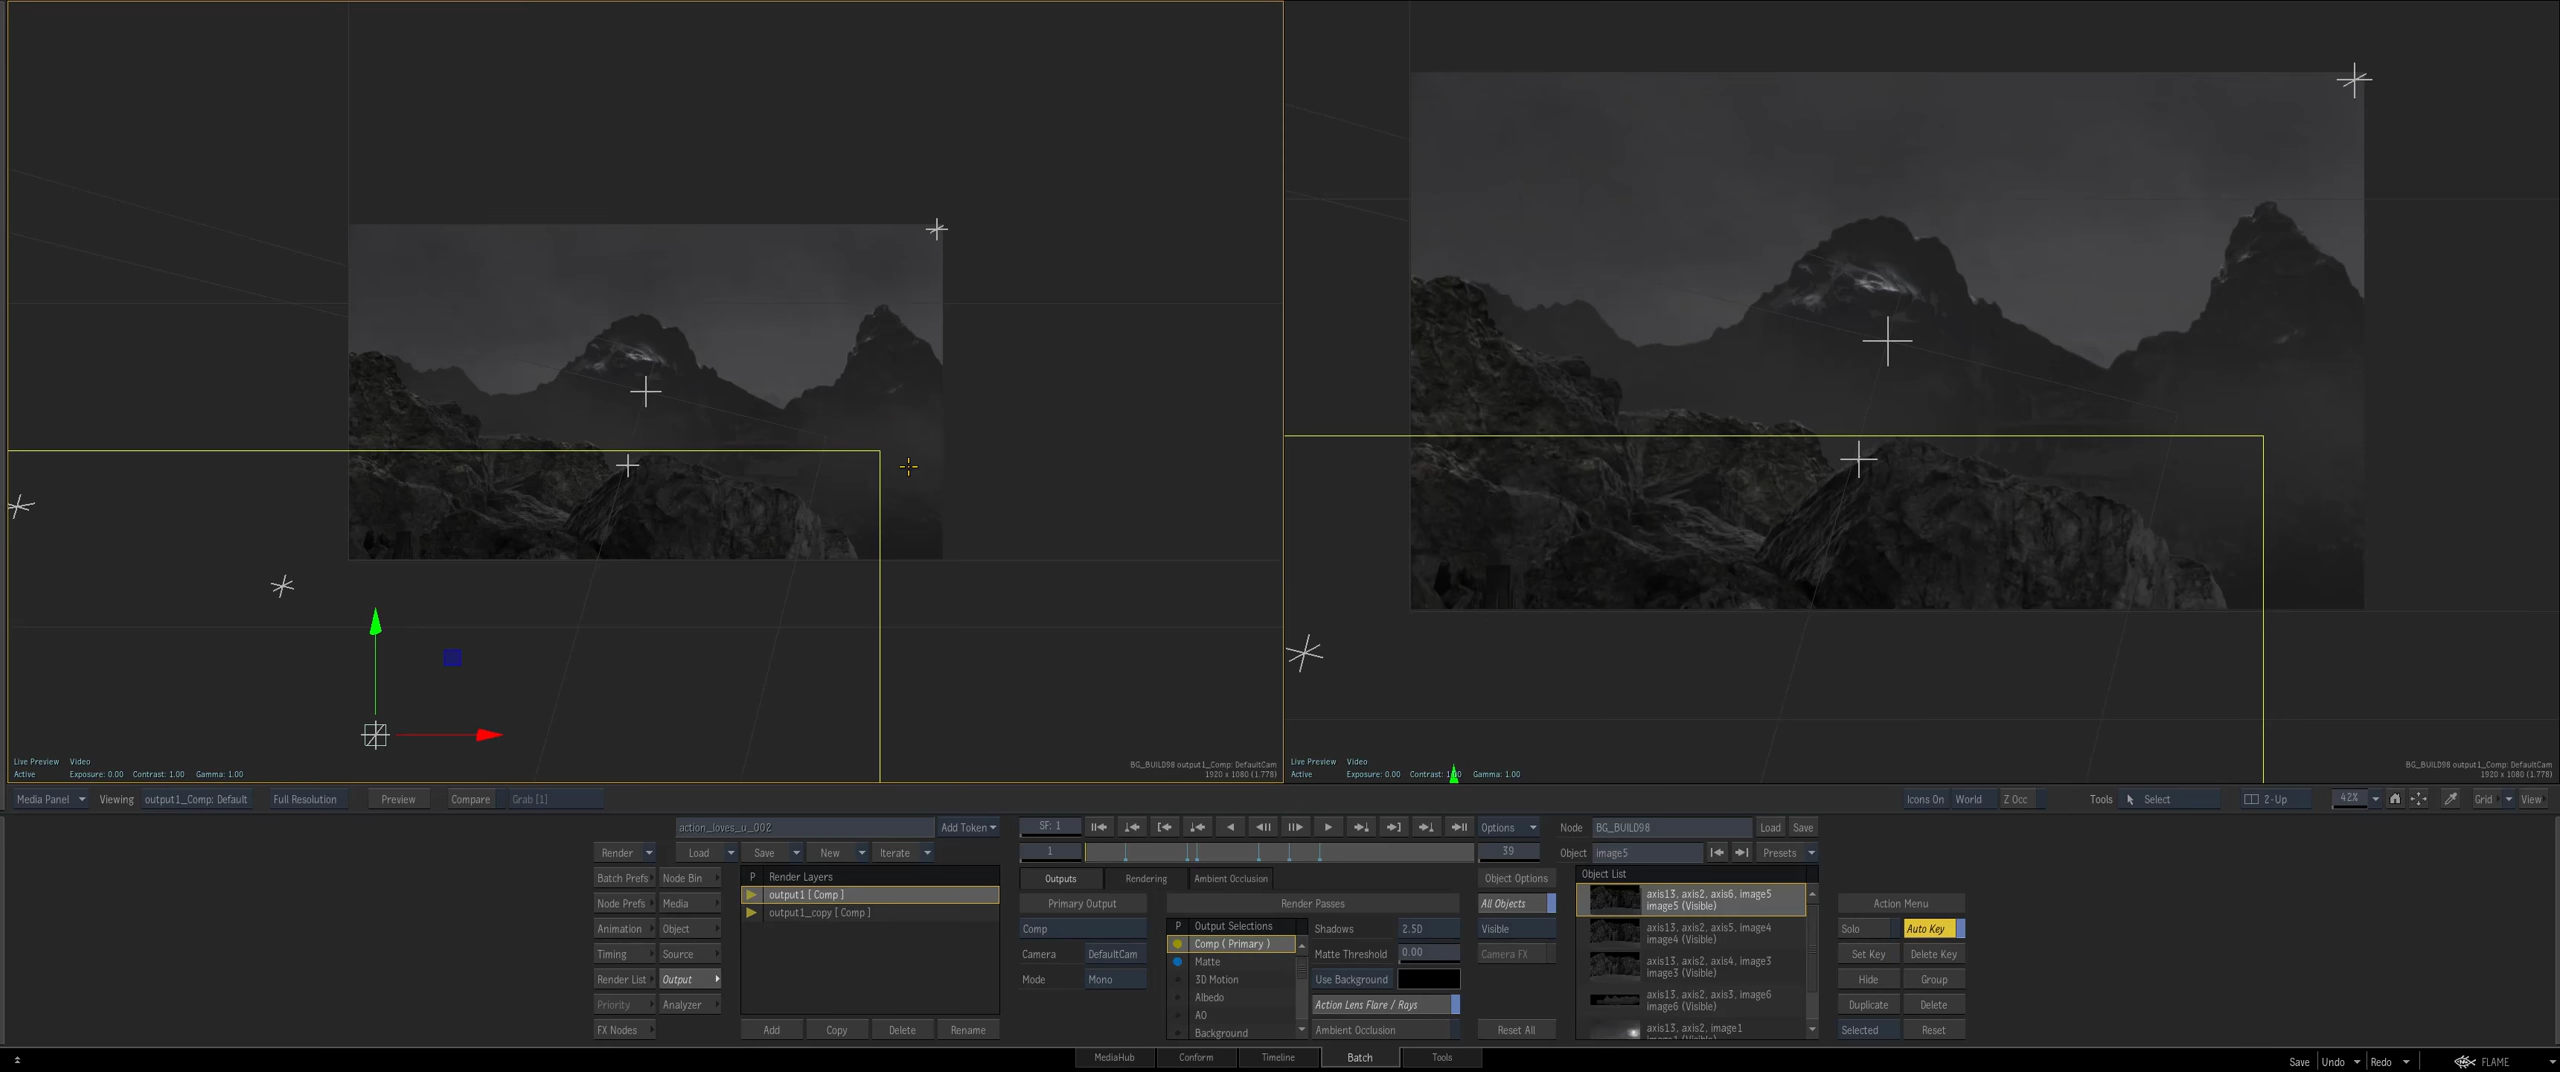 Live Preview Video
Active Exposure: 0.00 Contrast: 1.00 Gamma: 1.00
BG_BUILD98 output1_Comp: DefaultCam
1920 x 1080 (1.778)
Live Preview Video
Active Exposure: 0.00 Contrast: 1.00 Gamma: 1.00
BG_BUILD98 output1_Comp: DefaultCam
1920 x 1080 (1.778)
Media Panel Viewing output1_Comp: Default Full Resolution Preview Compare Grab [1] Icons On World Z Occ Tools Select 2-Up 42% Grid View
action_loves_u_002 Add Token SF: 1 Options Node BG_BUILD98 Load Save
Render Load Save New Iterate 1 39 Object image5 Presets
Batch Prefs Node Bin P Render Layers Outputs Rendering Ambient Occlusion Object Options Object List
output1 [ Comp ] axis13, axis2, axis6, image5
image5 (Visible)
Node Prefs Media Primary Output Render Passes All Objects Action Menu
output1_copy [ Comp ]
Animation Object Comp P Output Selections Shadows 2.5D Visible axis13, axis2, axis5, image4 Solo Auto Key
Comp ( Primary ) image4 (Visible)
Timing Source Camera DefaultCam Matte Matte Threshold 0.00 Camera FX axis13, axis2, axis4, image3 Set Key Delete Key
image3 (Visible)
Render List Output Mode Mono 3D Motion Use Background Hide Group
axis13, axis2, axis3, image6
Priority Analyzer Albedo Action Lens Flare / Rays image6 (Visible) Duplicate Delete
AO
FX Nodes Add Copy Delete Rename Background Ambient Occlusion Reset All axis13, axis2, image1 Selected Reset
MediaHub Conform Timeline Batch Tools Save Undo Redo FLAME